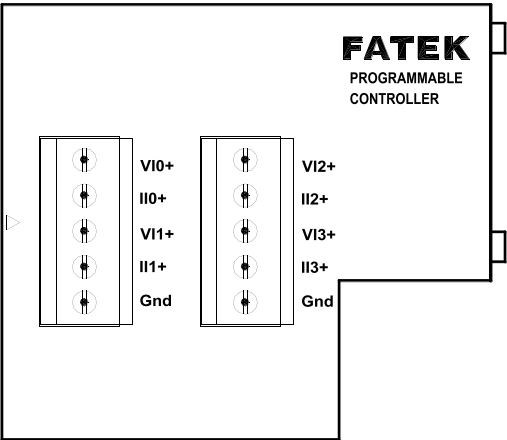 FATEK
PROGRAMMABLE
CONTROLLER
VI0+
II0+
VI1+
II1+
Gnd
VI2+
II2+
VI3+
II3+
Gnd